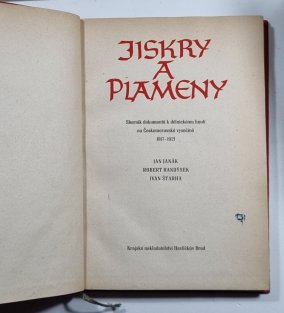 JISKRY
A
PLAMENY
Sborník dokumentů k dělnickému hnutí
na Českomoravské vysočině
1917-1921
JAN JANÁK
ROBERT HANDÝSEK
IVAN ŠTARHA
Krajské nakladatelství Havlíčkův Brod